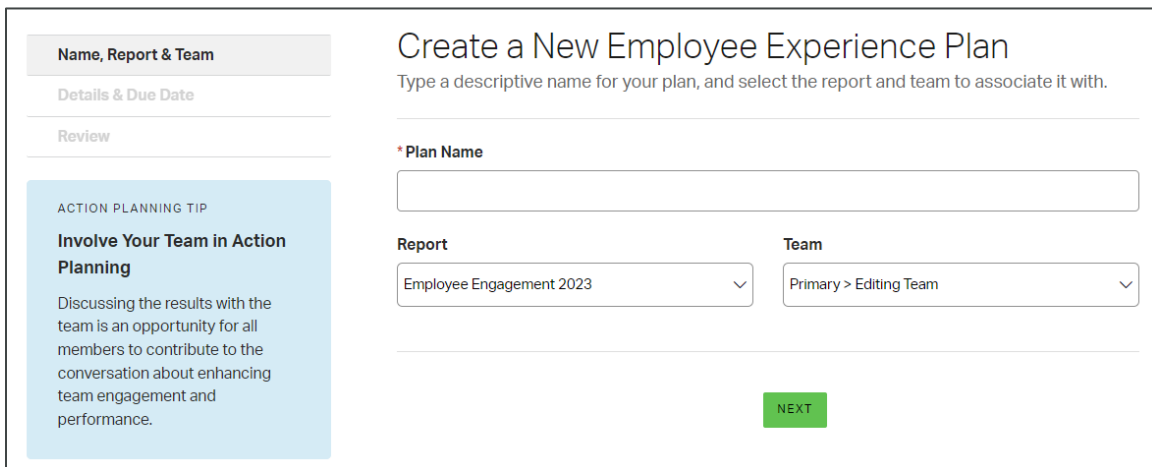 Name, Report & Team
Details & Due Date
Review
ACTION PLANNING TIP
Involve Your Team in Action
Planning
Discussing the results with the
team is an opportunity for all
members to contribute to the
conversation about enhancing
team engagement and
performance.
Create a New Employee Experience Plan
Type a descriptive name for your plan, and select the report and team to associate it with.
* Plan Name
Report
Employee Engagement 2023
Team
Primary > Editing Team
NEXT